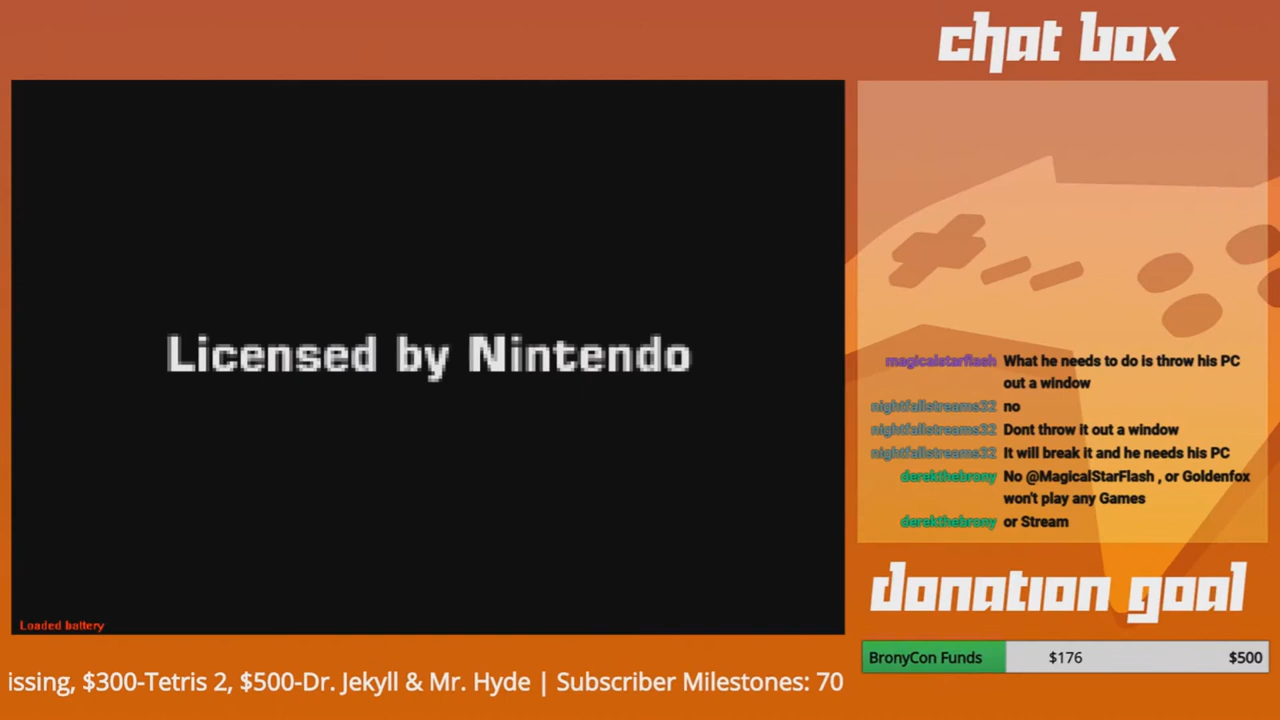 chat box
Licensed by Nintendo
Loaded battery
magicalstarflash What he needs to do is throw his PC
out a window
nightfallstreams32 no
nightfallstreams32 Dont throw it out a window
nightfallstreams32 It will break it and he needs his PC
derekthebrony No @MagicalStarFlash , or Goldenfox
won't play any Games
derekthebrony or Stream
donation goal
BronyCon Funds $176 $500
issing, $300-Tetris 2, $500-Dr. Jekyll & Mr. Hyde | Subscriber Milestones: 70